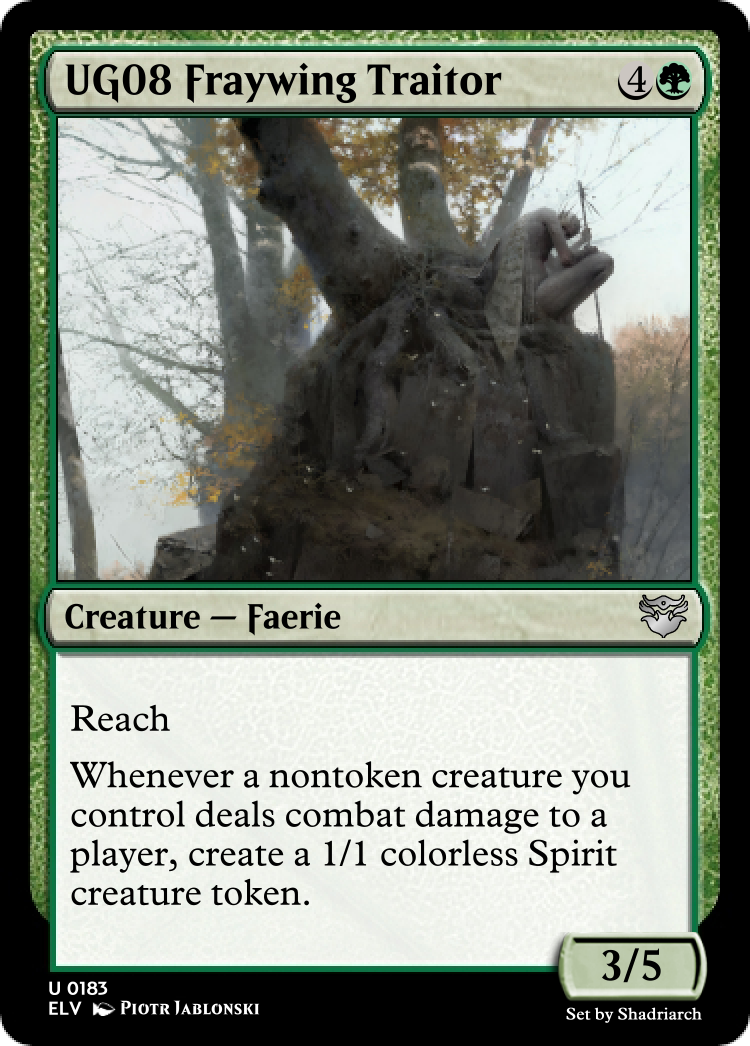 UG08 Fraywing Traitor 4
Creature — Faerie
Reach
Whenever a nontoken creature you
control deals combat damage to a
player, create a 1/1 colorless Spirit
creature token.
3/5
U 0183
ELV Piotr Jablonski
Set by Shadriarch